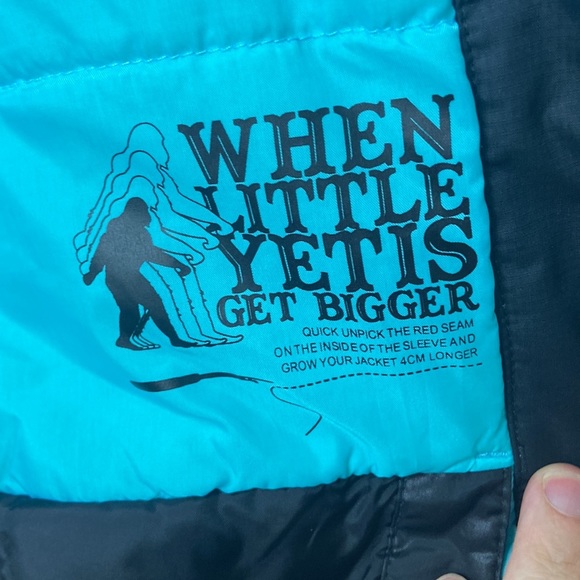 WHEN
LITTLE
YETIS
GET BIGGER
QUICK UNPICK THE RED SEAM
ON THE INSIDE OF THE SLEEVE AND
GROW YOUR JACKET 4CM LONGER